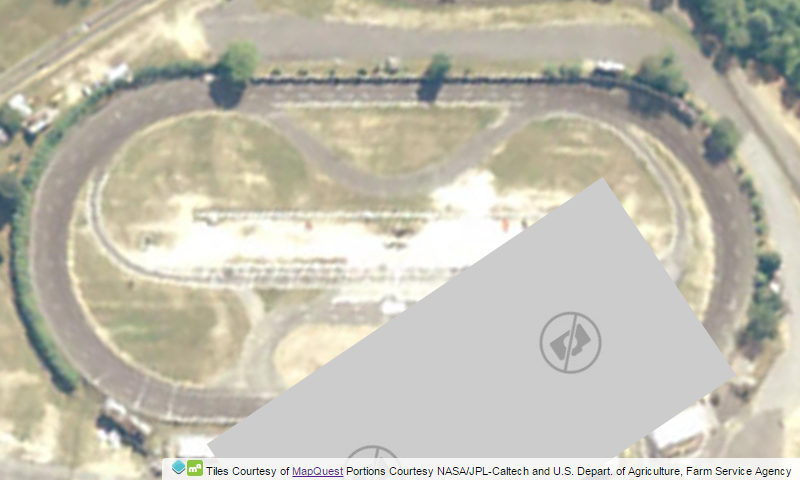 Tiles Courtesy of MapQuest Portions Courtesy NASA/JPL-Caltech and U.S. Depart. of Agriculture, Farm Service Agency